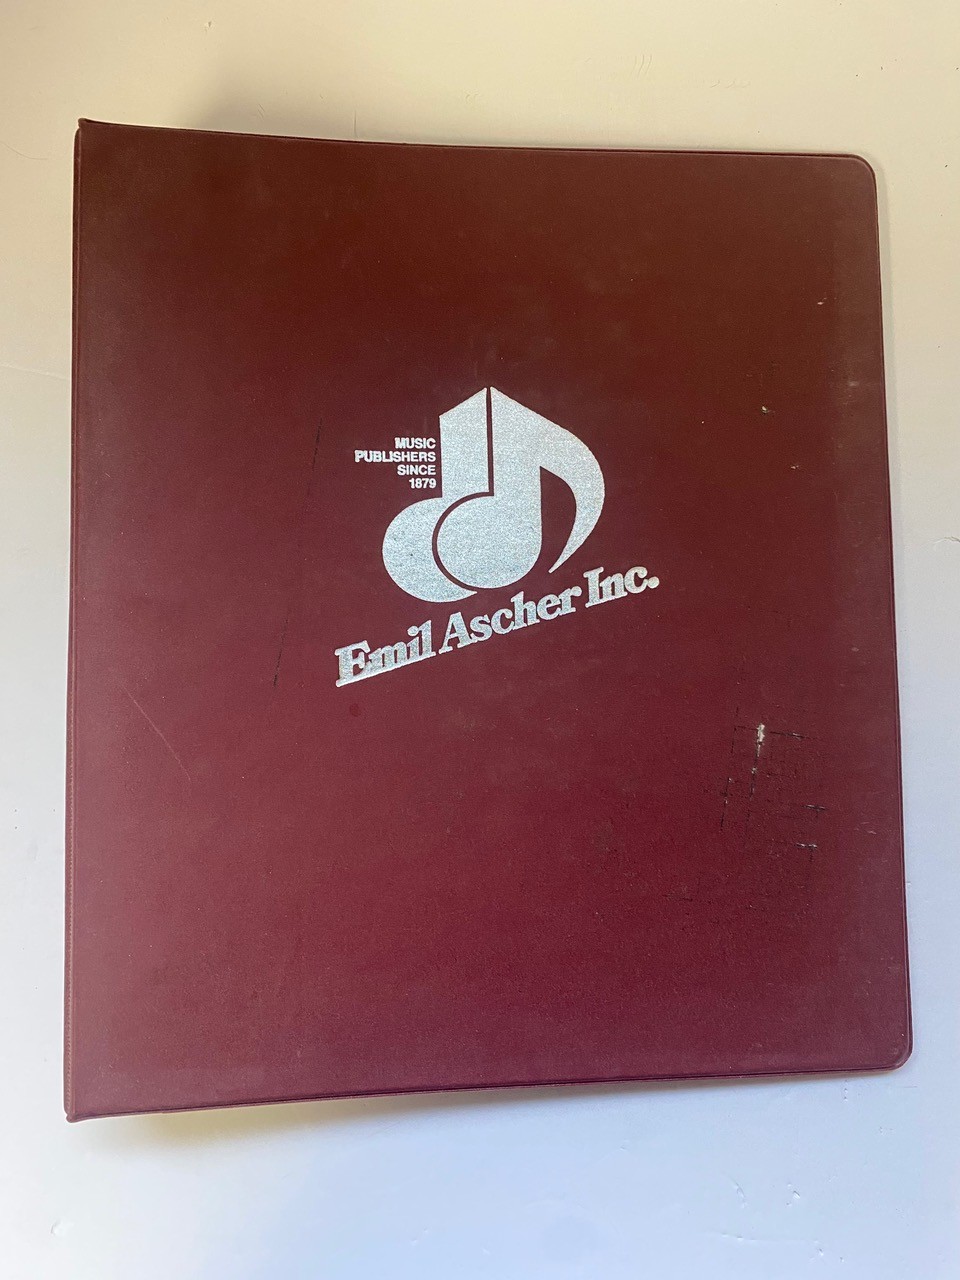 MUSIC
PUBLISHERS
SINCE
1879
Emil Ascher Inc.